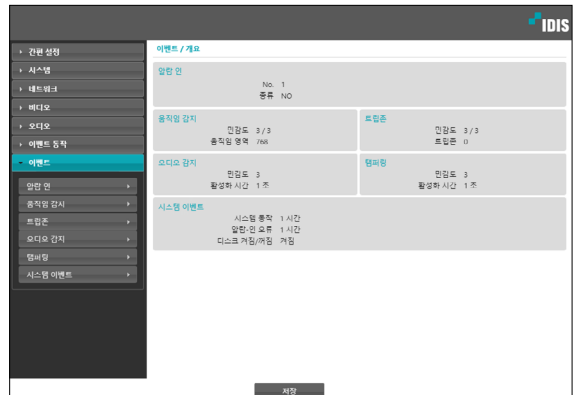 IDIS
간편 설정
시스템
네트워크
비디오
오디오
이벤트 동작
이벤트
알람 인
움직임 감지
트립존
오디오 감지
탬퍼링
시스템 이벤트
이벤트 / 개요
알람 인
No. 1
종류 NO
움직임 감지
민감도 3 / 3
움직임 영역 768
트립존
민감도 3 / 3
트립존 0
오디오 감지
민감도 3
활성화 시간 1 초
탬퍼링
민감도 3
활성화 시간 1 초
시스템 이벤트
시스템 동작 1 시간
알람-인 오류 1 시간
디스크 켜짐/꺼짐 꺼짐
저장